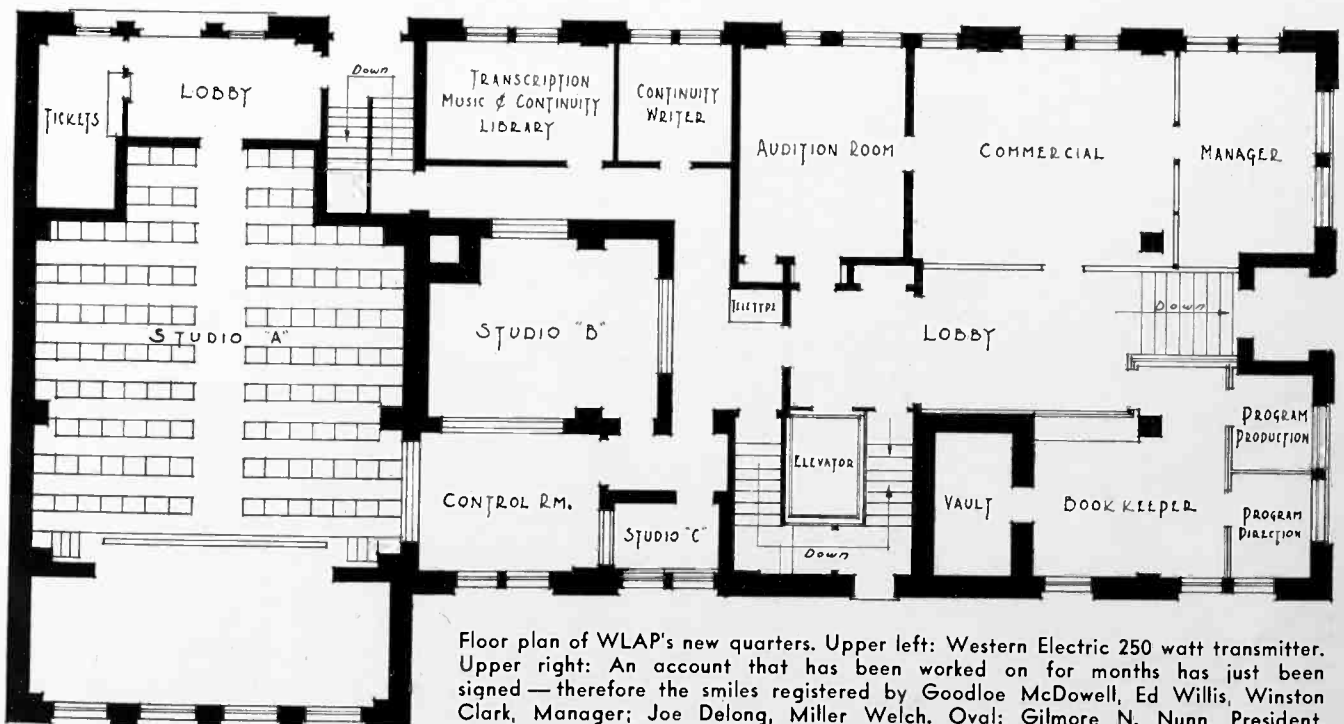 TICKETS
LOBBY
Down
TRANSCRIPTION
MUSIC & CONTINUITY
LIBRARY
CONTINUITY
WRITER
AUDITION ROOM
COMMERCIAL
MANAGER
STUDIO "A"
STUDIO "B"
TELETYPE
LOBBY
Down
CONTROL RM.
STUDIO "C"
ELEVATOR
Down
VAULT
BOOK KEEPER
PROGRAM
PRODUCTION
PROGRAM
DIRECTION
Floor plan of WLAP's new quarters. Upper left: Western Electric 250 watt transmitter.
Upper right: An account that has been worked on for months has just been
signed — therefore the smiles registered by Goodloe McDowell, Ed Willis, Winston
Clark, Manager; Joe Delong, Miller Welch. Oval: Gilmore N. Nunn, President